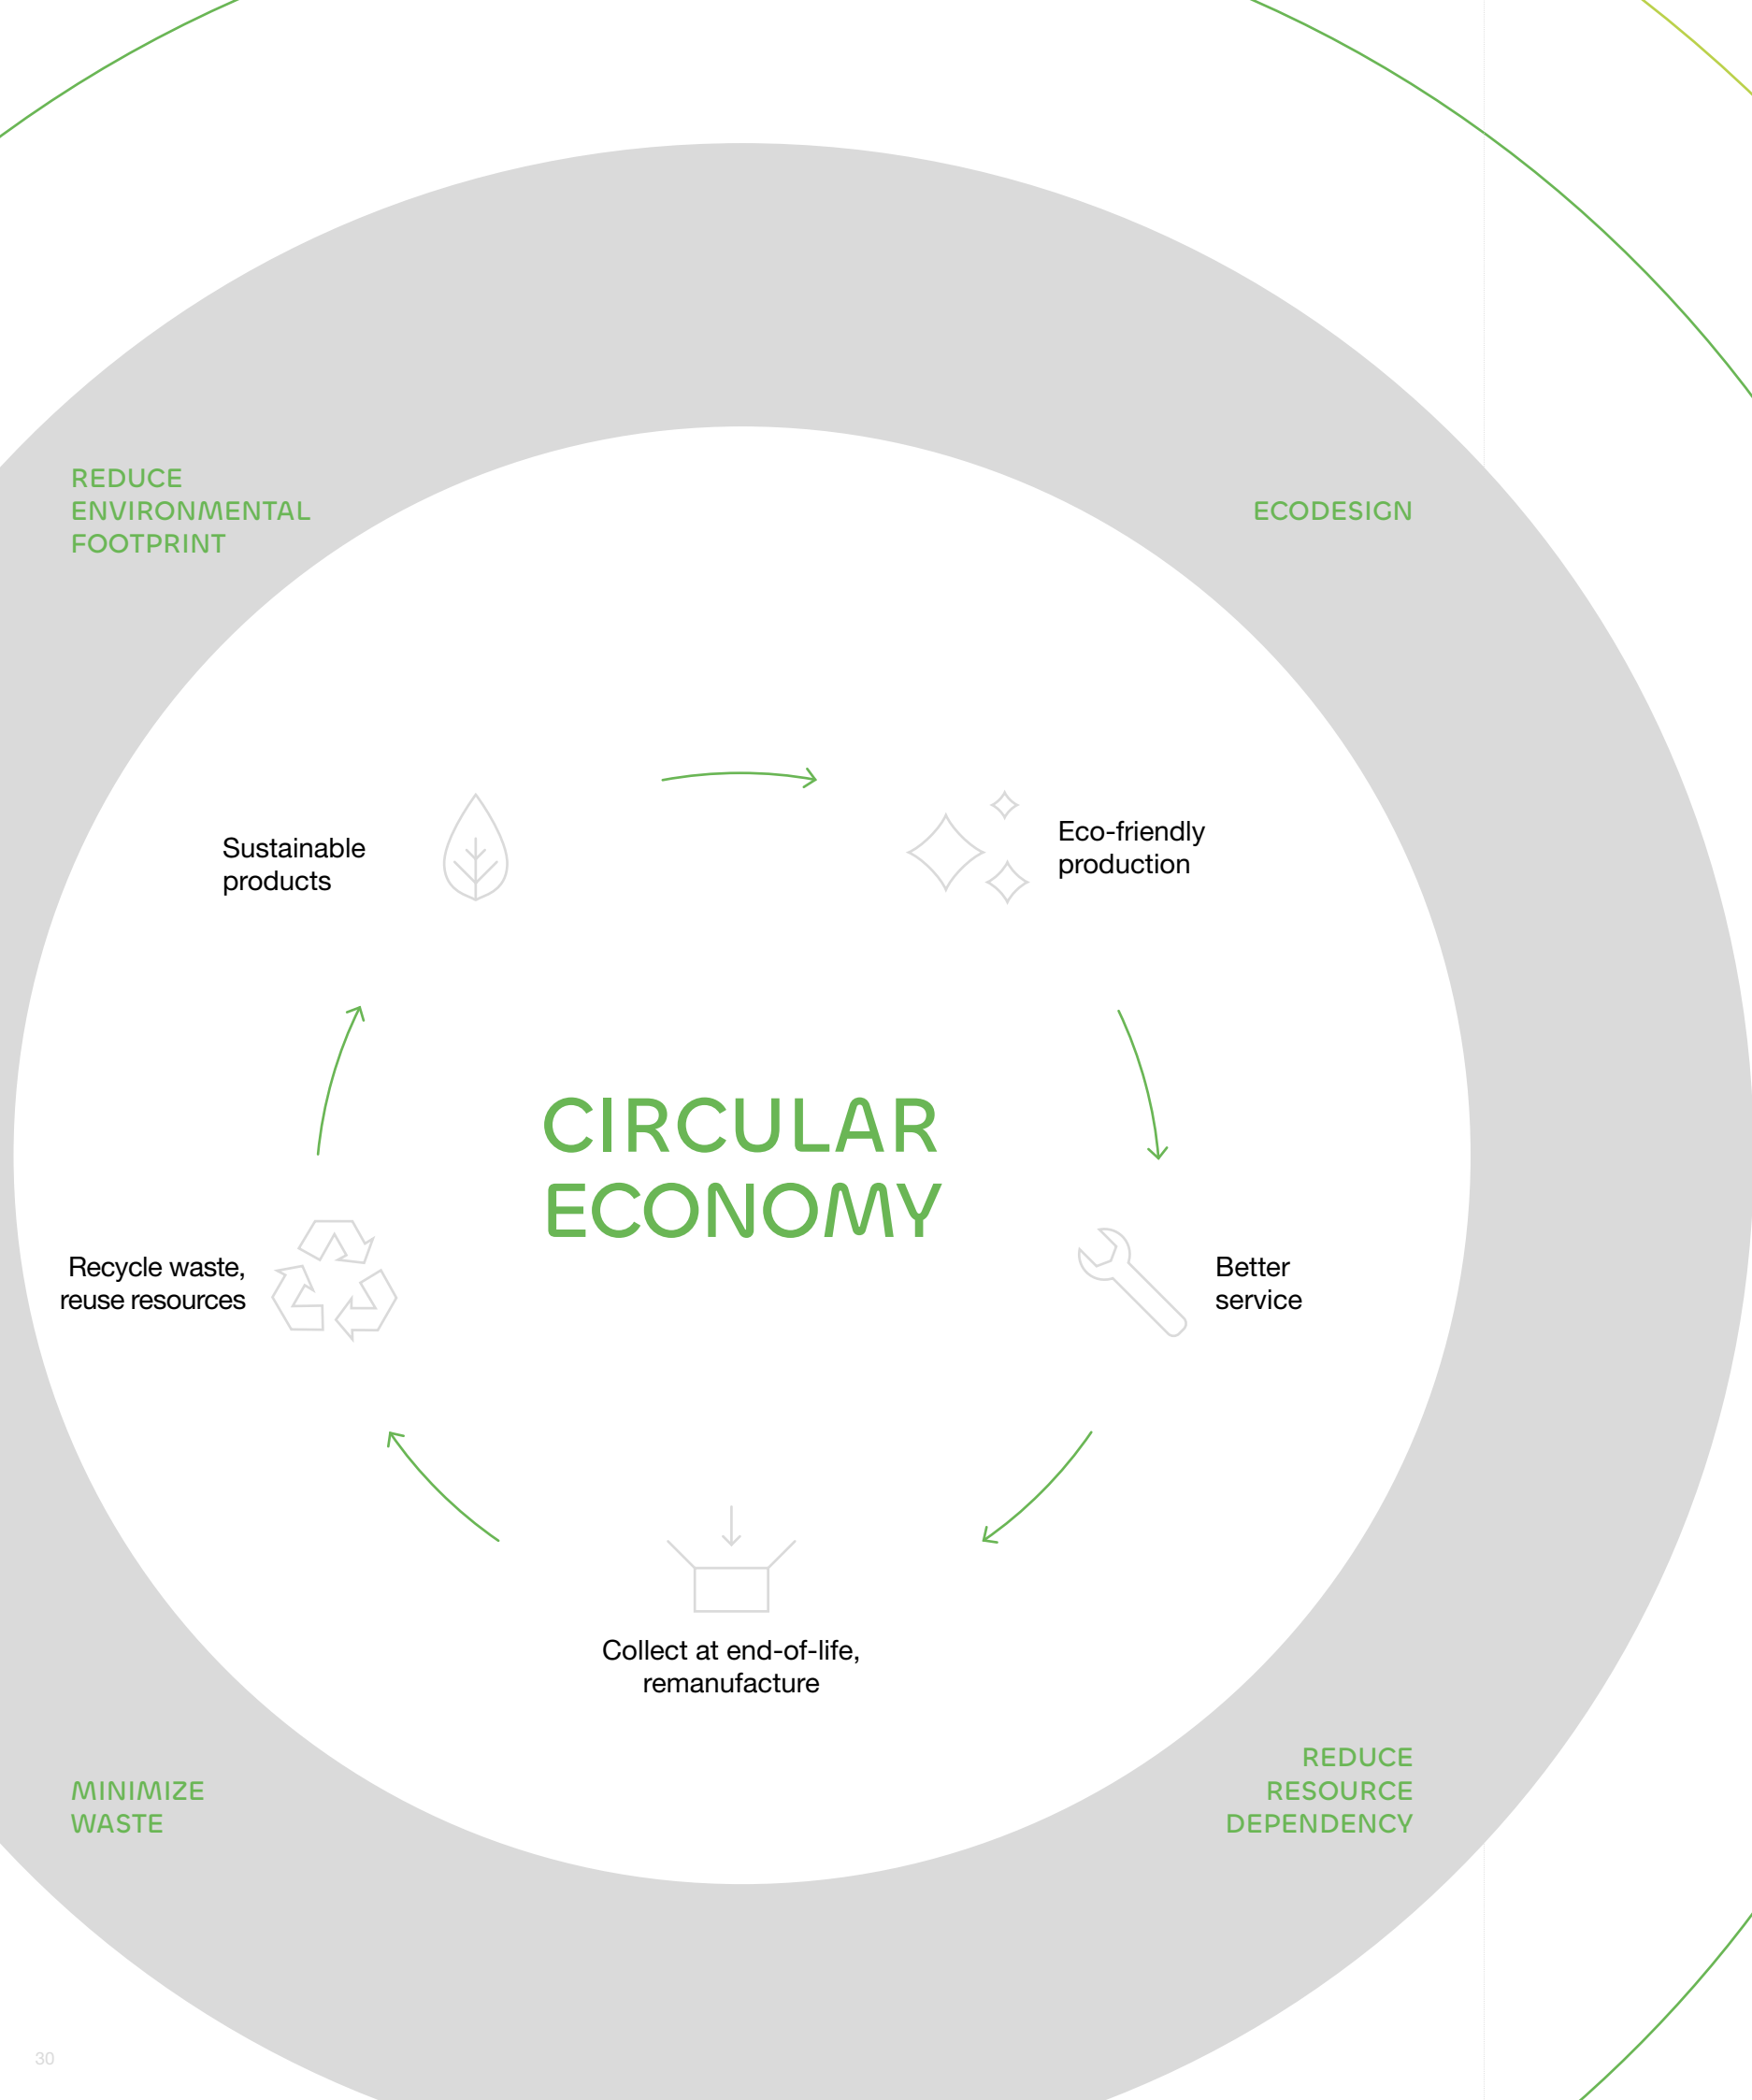 REDUCE
ENVIRONMENTAL
FOOTPRINT
ECODESIGN
Sustainable
products
Eco-friendly
production
CIRCULAR
ECONOMY
Recycle waste,
reuse resources
Better
service
Collect at end-of-life,
remanufacture
MINIMIZE
WASTE
REDUCE
RESOURCE
DEPENDENCY
30